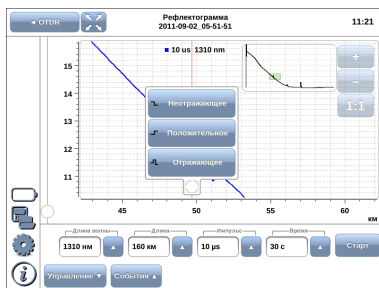 ◄ OTDR
Рефлектограмма
2011-09-02_05-51-51
11:21
10 us 1310 nm
15
14
13
12
11
+
−
1:1
Неотражающее
Положительное
Отражающее
45 50 55 60
км
Длина волны Длина Импульс Время
1310 нм ▲ 160 км ▲ 10 µs ▲ 30 с ▲ Старт
i Управление ▼ События ▲